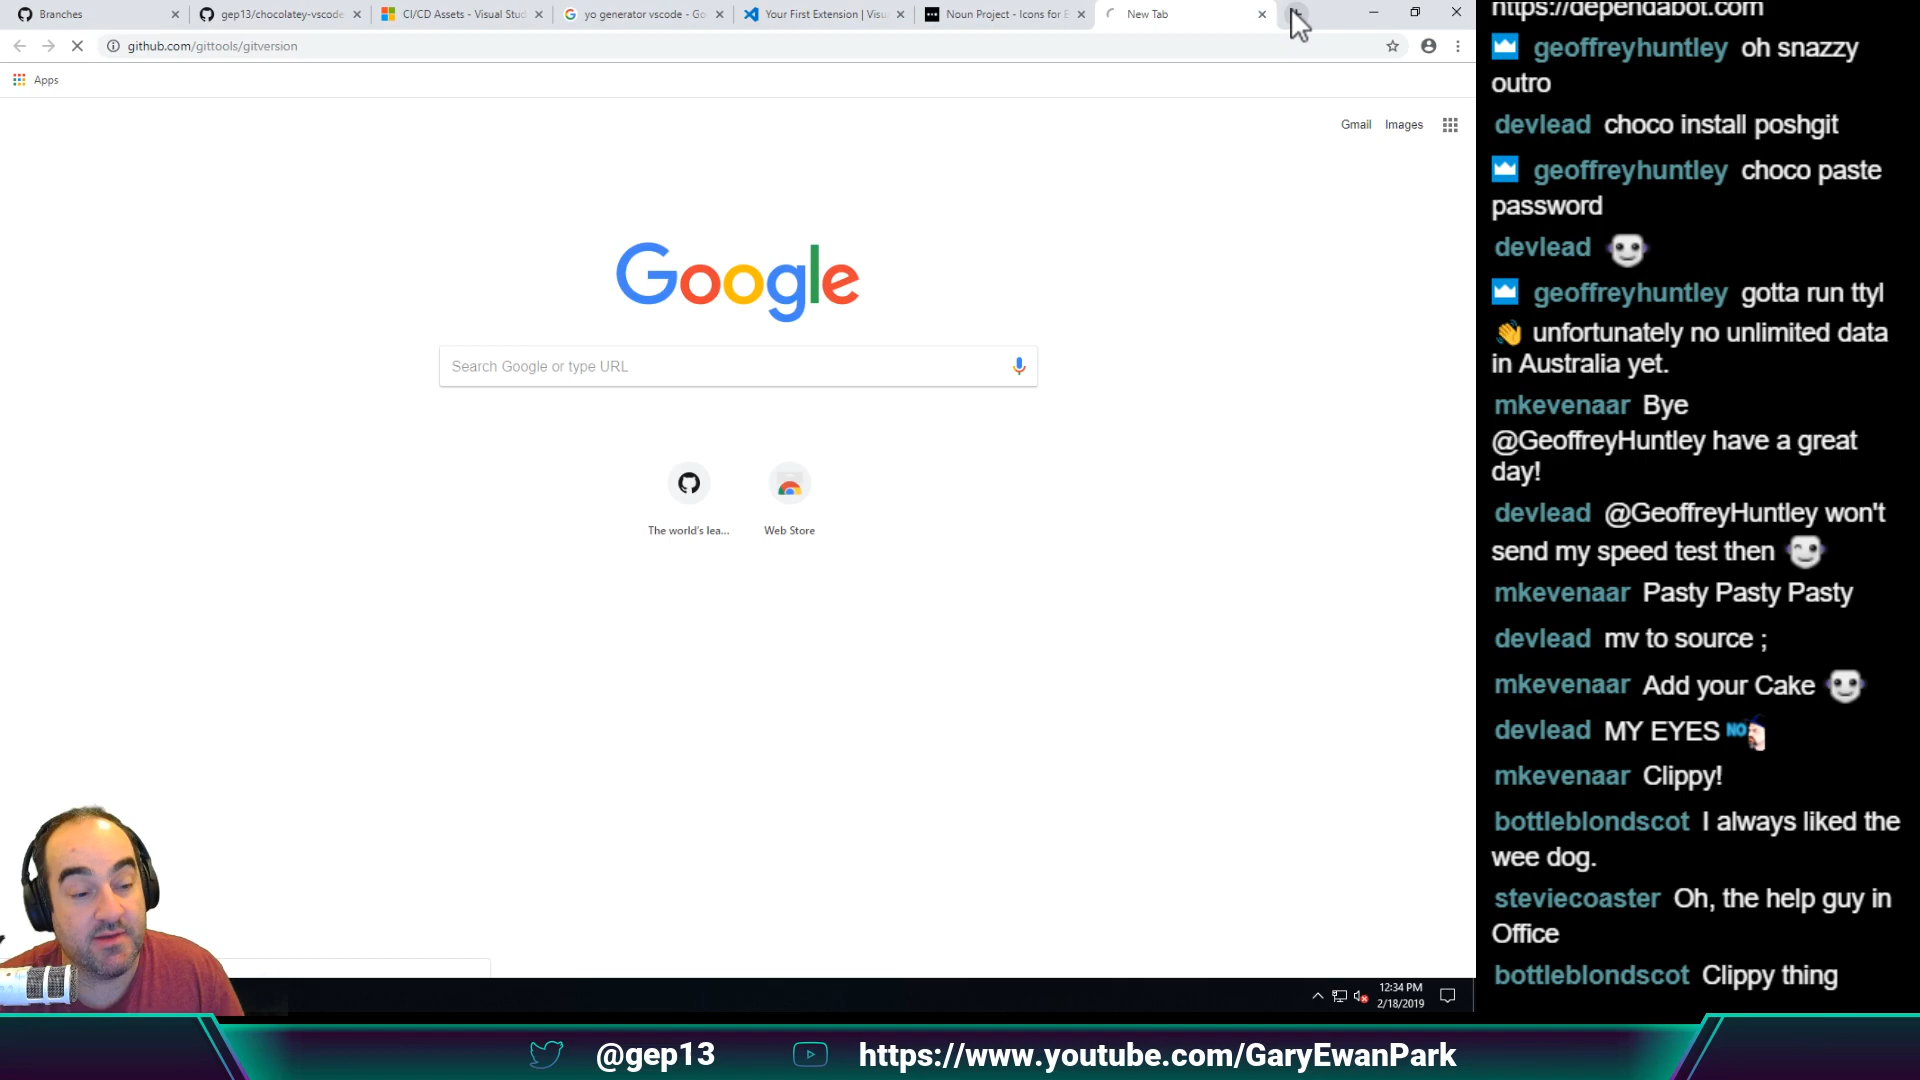 Branches
gep13/chocolatey-vscode
CI/CD Assets - Visual Stud
yo generator vscode - Go
Your First Extension | Visu
Noun Project - Icons for E
New Tab
github.com/gittools/gitversion
Apps
Gmail Images
Google
Search Google or type URL
The world's lea...
Web Store
12:34 PM
2/18/2019
https://dependabot.com
geoffreyhuntley oh snazzy
outro
devlead choco install poshgit
geoffreyhuntley choco paste
password
devlead
geoffreyhuntley gotta run ttyl
unfortunately no unlimited data
in Australia yet.
mkevenaar Bye
@GeoffreyHuntley have a great
day!
devlead @GeoffreyHuntley won't
send my speed test then
mkevenaar Pasty Pasty Pasty
devlead mv to source ;
mkevenaar Add your Cake
devlead MY EYES NO
mkevenaar Clippy!
bottleblondscot I always liked the
wee dog.
steviecoaster Oh, the help guy in
Office
bottleblondscot Clippy thing
@gep13
https://www.youtube.com/GaryEwanPark